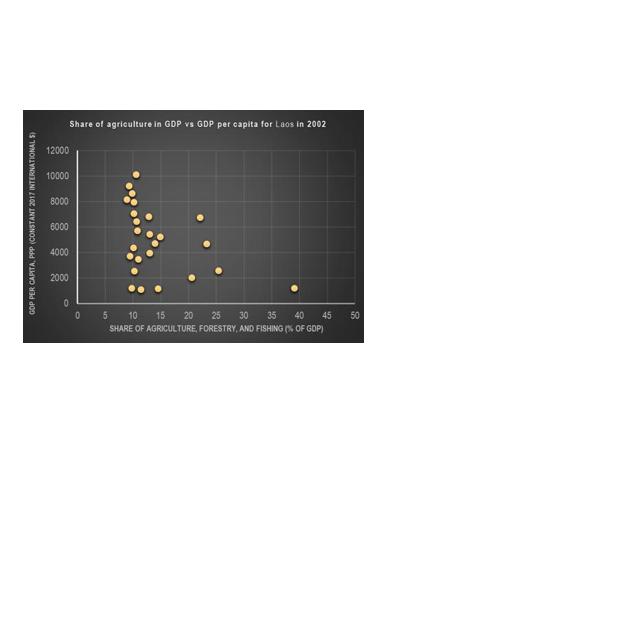 Share of agriculture in GDP vs GDP per capita for Laos in 2002
GDP PER CAPITA, PPP (CONSTANT 2017 INTERNATIONAL $)
12000
10000
8000
6000
4000
2000
0
0 5 10 15 20 25 30 35 40 45 50
SHARE OF AGRICULTURE, FORESTRY, AND FISHING (% OF GDP)